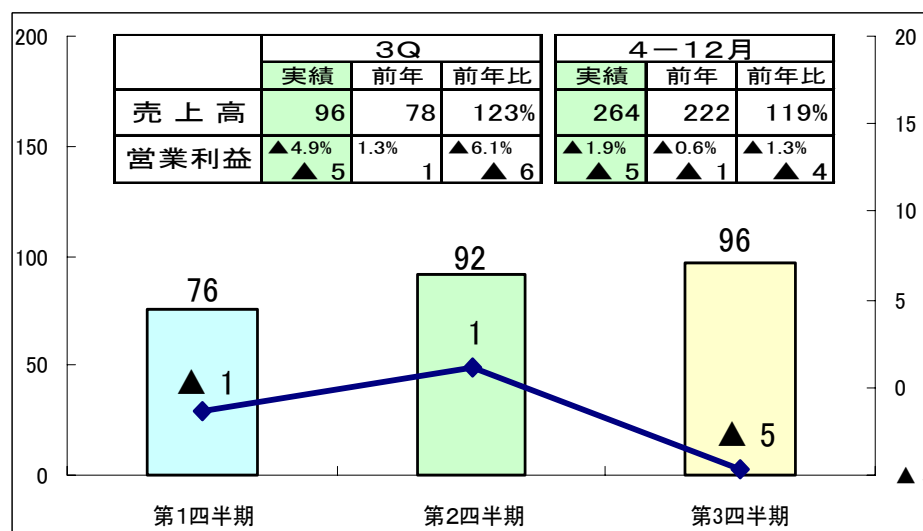 200
20
3Q
4－12月
実績 前年 前年比
実績 前年 前年比
売上高 96 78 123%
264 222 119%
営業利益 ▲4.9% 1.3% ▲6.1%
▲1.9% ▲0.6% ▲1.3%
▲ 5 1 ▲ 6
▲ 5 ▲ 1 ▲ 4
150
15
100
10
50
5
0
0
▲
76
92
96
▲ 1
1
▲ 5
第1四半期
第2四半期
第3四半期